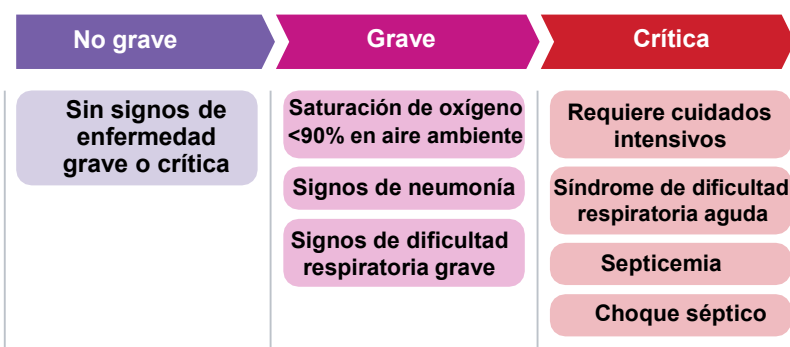 No grave
Sin signos de
enfermedad
grave o crítica
Grave
Saturación de oxígeno
<90% en aire ambiente
Signos de neumonía
Signos de dificultad
respiratoria grave
Crítica
Requiere cuidados
intensivos
Síndrome de dificultad
respiratoria aguda
Septicemia
Choque séptico